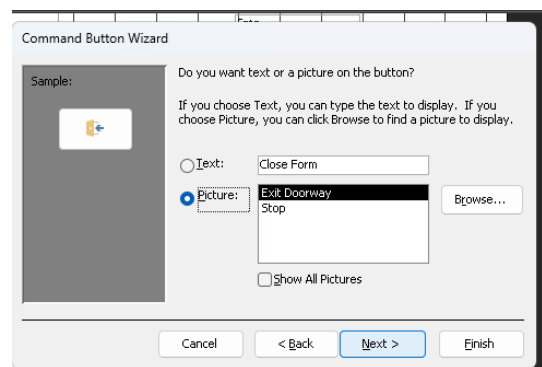 Command Button Wizard
Sample:
Do you want text or a picture on the button?
If you choose Text, you can type the text to display. If you
choose Picture, you can click Browse to find a picture to display.
Text:
Close Form
Picture:
Exit Doorway
Stop
Browse...
Show All Pictures
Cancel
< Back
Next >
Finish